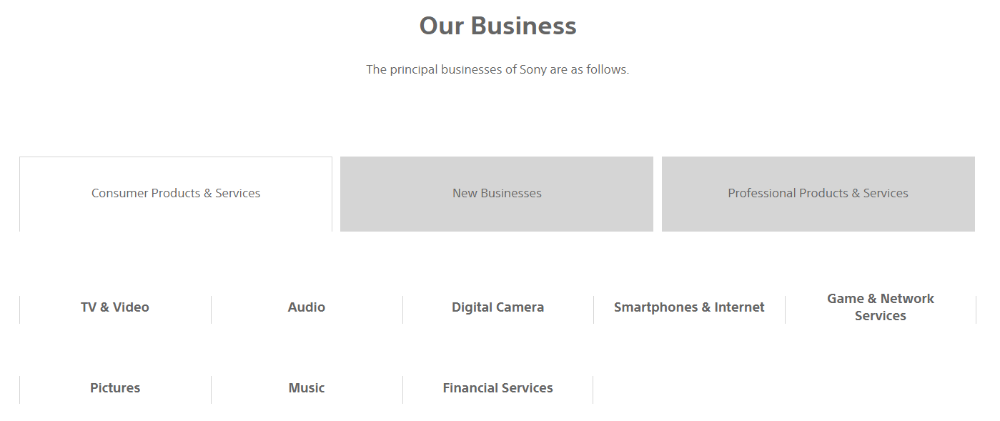 Our Business
The principal businesses of Sony are as follows.
Consumer Products & Services
New Businesses
Professional Products & Services
TV & Video
Audio
Digital Camera
Smartphones & Internet
Game & Network
Services
Pictures
Music
Financial Services